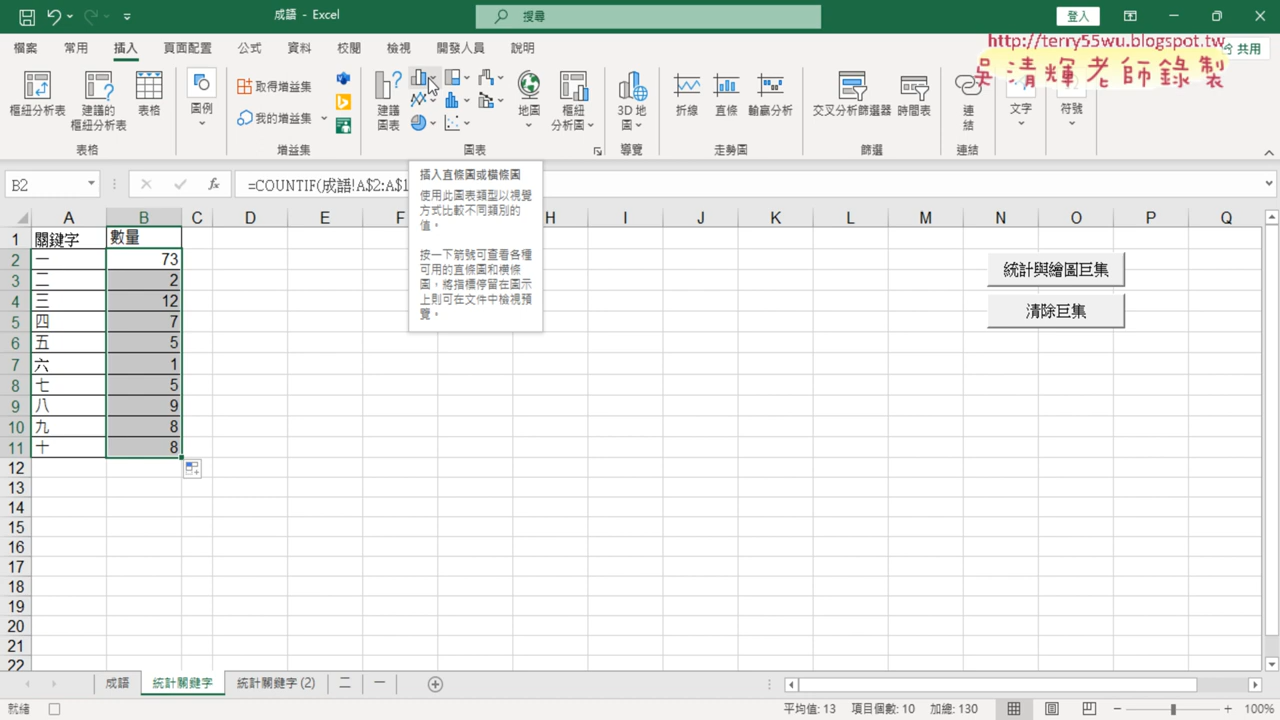 成語 - Excel
搜尋
登入
檔案 常用 插入 頁面配置 公式 資料 校閱 檢視 開發人員 說明
共用
http://terry55wu.blogspot.tw
吳清輝老師錄製
樞紐分析表
建議的
樞紐分析表
表格
圖例
取得增益集
我的增益集
建議
圖表
地圖
樞紐
分析圖
3D 地
圖
折線
直條
輸贏分析
交叉分析篩選器
時間表
連
結
文字
符號
表格 增益集 圖表 導覽 走勢圖 篩選 連結
B2
=COUNTIF(成語!A$2:A$1
插入直條圖或橫條圖
使用此圖表類型以視覺
方式比較不同類別的
值。
按一下箭號可查看各種
可用的直條圖和橫條
圖，將指標停留在圖示
上則可在文件中檢視預
覽。
A B C D E F H I J K L M N O P Q
1 關鍵字 數量
2 一 73
3 二 2
4 三 12
5 四 7
6 五 5
7 六 1
8 七 5
9 八 9
10 九 8
11 十 8
12
13
14
15
16
17
18
19
20
21
22
統計與繪圖巨集
清除巨集
成語 統計關鍵字 統計關鍵字 (2) 二 一
就緒
平均值: 13 項目個數: 10 加總: 130
100%